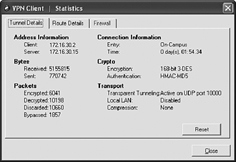 VPN Client | Statistics
Tunnel Details Route Details Firewall
Address Information
Client: 172.16.30.2
Server: 172.16.30.15
Connection Information
Entry: On-Campus
Time: 0 day(s), 01:54.34
Bytes
Received: 5155815
Sent: 770742
Crypto
Encryption: 168-bit 3-DES
Authentication: HMAC-MD5
Packets
Encrypted: 6041
Decrypted: 10198
Discarded: 10660
Bypassed: 1857
Transport
Transparent Tunneling: Active on UDP port 10000
Local LAN: Disabled
Compression: None
Reset
Close